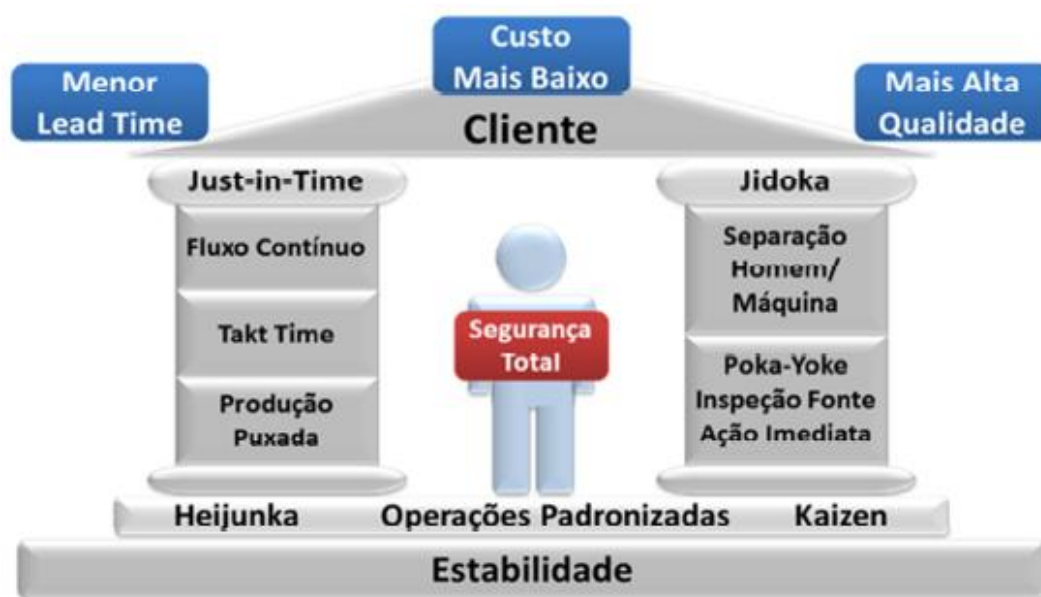 Custo
Mais Baixo
Menor
Lead Time
Mais Alta
Qualidade
Cliente
Just-in-Time
Fluxo Contínuo
Takt Time
Produção
Puxada
Segurança
Total
Jidoka
Separação
Homem/
Máquina
Poka-Yoke
Inspeção Fonte
Ação Imediata
Heijunka Operações Padronizadas Kaizen
Estabilidade